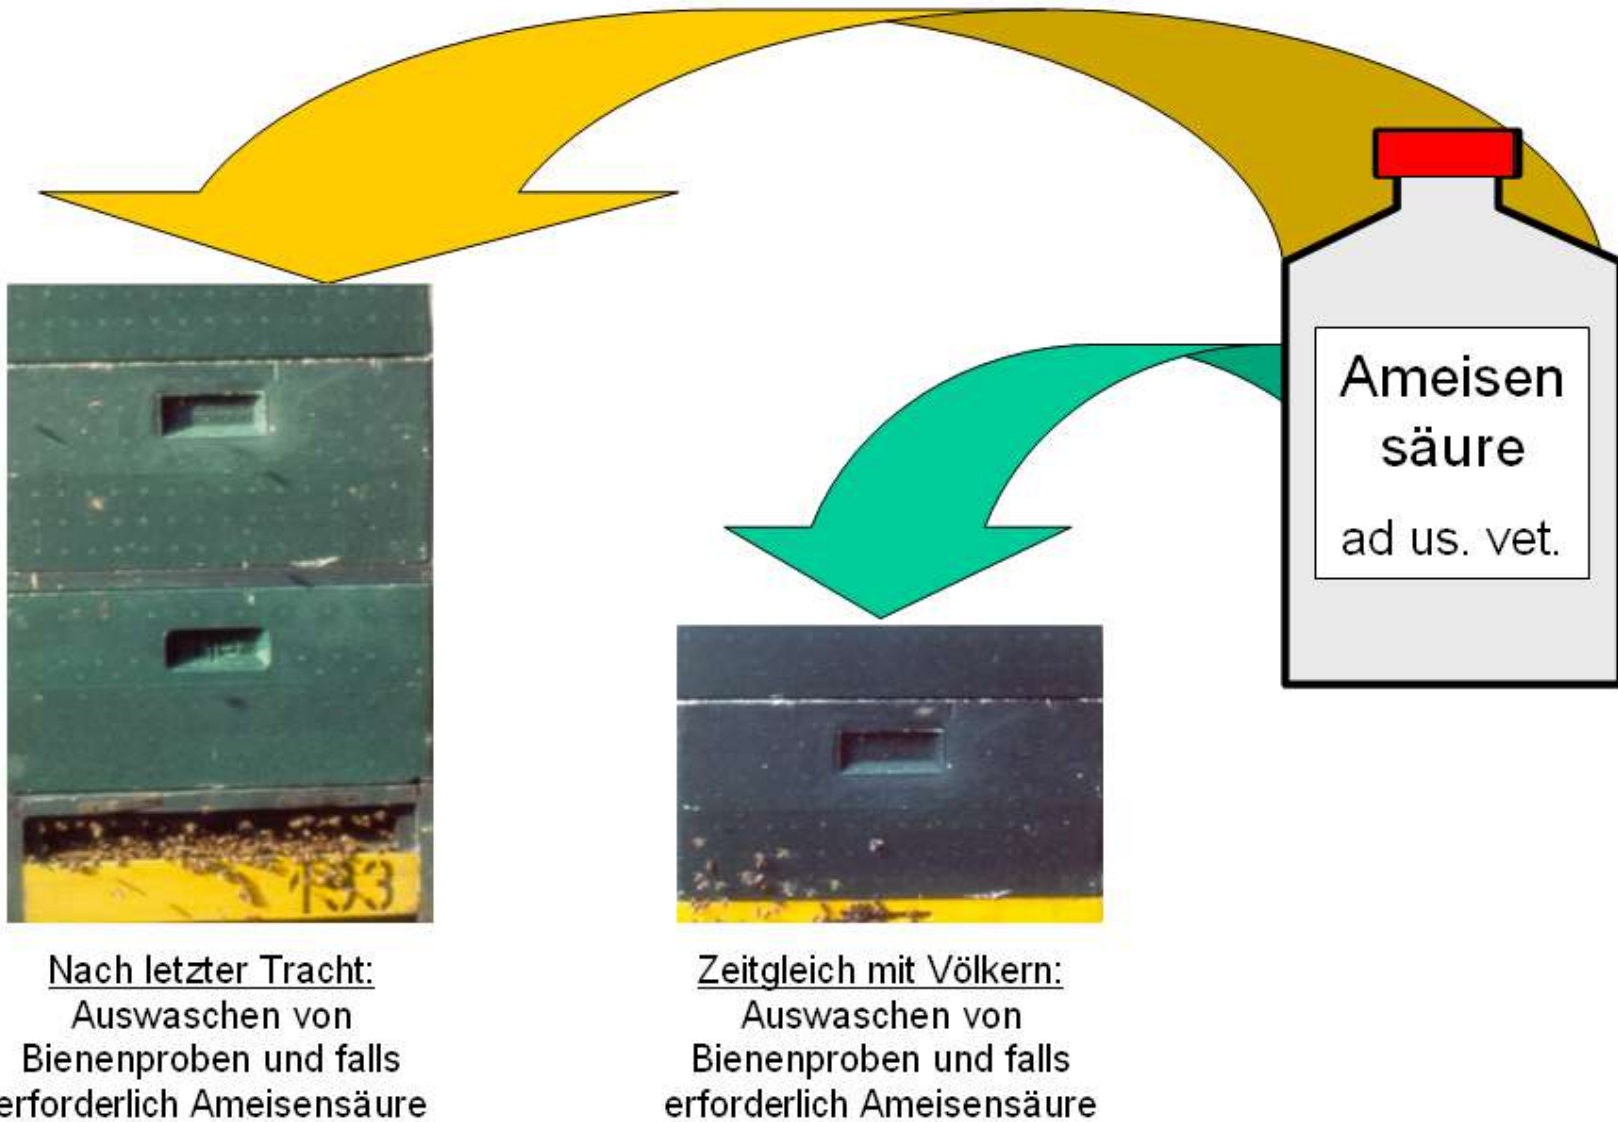 Ameisen
säure
ad us. vet.
193
Nach letzter Tracht:
Auswaschen von
Bienenproben und falls
erforderlich Ameisensäure
Zeitgleich mit Völkern:
Auswaschen von
Bienenproben und falls
erforderlich Ameisensäure